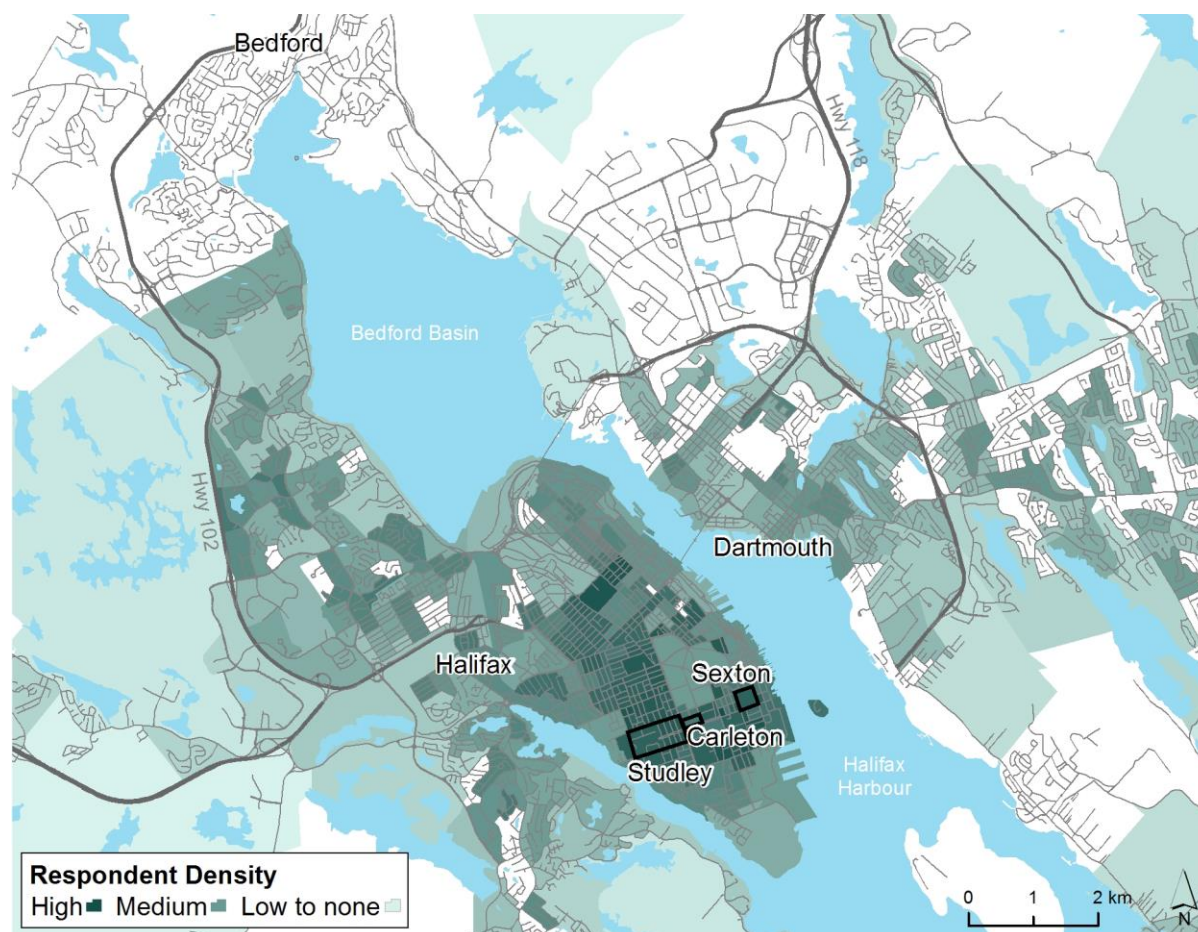 Bedford
Hwy 118
Bedford Basin
Hwy 102
Dartmouth
Halifax
Sexton
Carleton
Studley
Halifax
Harbour
Respondent Density
High Medium Low to none
0 1 2 km
N